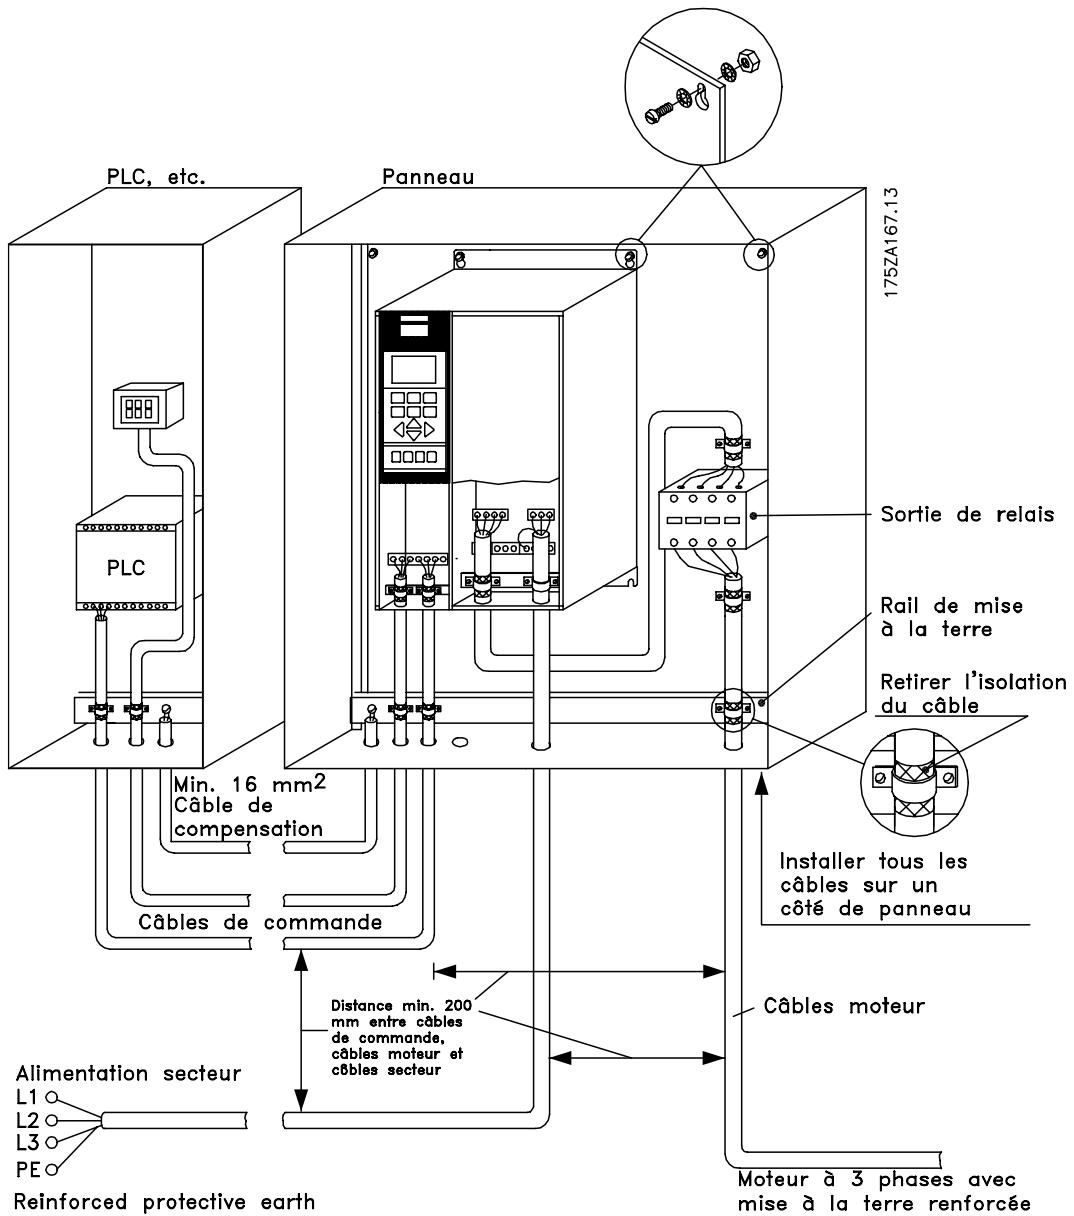 PLC, etc.
Panneau
175ZA167.13
PLC
Sortie de relais
Rail de mise
à la terre
Retirer l'isolation
du câble
Min. 16 mm2
Câble de
compensation
Installer tous les
câbles sur un
côté de panneau
Câbles de commande
Distance min. 200
mm entre câbles
de commande,
câbles moteur et
côbles secteur
Câbles moteur
Alimentation secteur
L1
L2
L3
PE
Reinforced protective earth
Moteur à 3 phases avec
mise à la terre renforcée